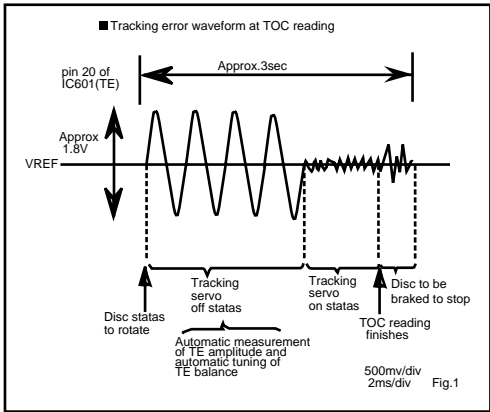 ■ Tracking error waveform at TOC reading
pin 20 of
IC601(TE)
Approx.3sec
Approx
1.8V
VREF
Disc statas
to rotate
Tracking
servo
off statas
Tracking
servo
on statas
Disc to be
braked to stop
TOC reading
finishes
Automatic measurement
of TE amplitude and
automatic tuning of
TE balance
500mv/div
2ms/div
Fig.1